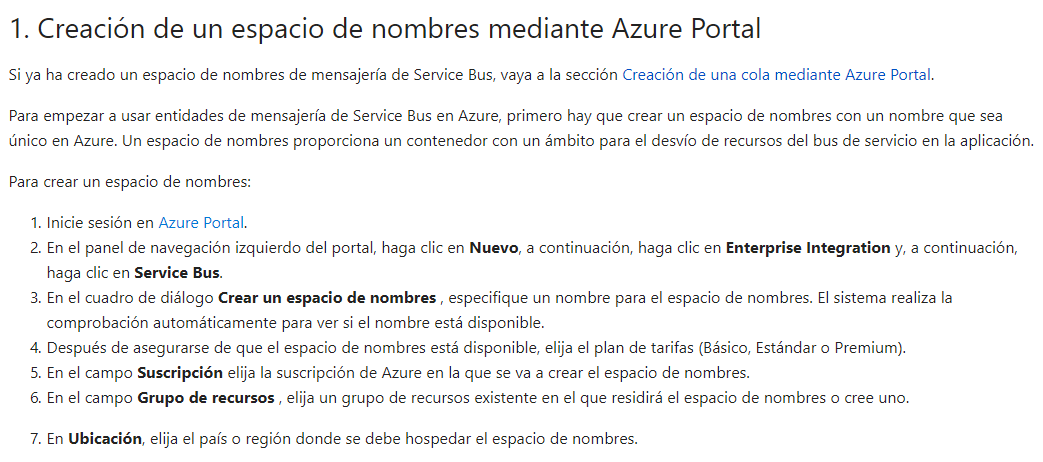 1. Creación de un espacio de nombres mediante Azure Portal
Si ya ha creado un espacio de nombres de mensajería de Service Bus, vaya a la sección Creación de una cola mediante Azure Portal.
Para empezar a usar entidades de mensajería de Service Bus en Azure, primero hay que crear un espacio de nombres con un nombre que sea
único en Azure. Un espacio de nombres proporciona un contenedor con un ámbito para el desvío de recursos del bus de servicio en la aplicación.
Para crear un espacio de nombres:
1. Inicie sesión en Azure Portal.
2. En el panel de navegación izquierdo del portal, haga clic en Nuevo, a continuación, haga clic en Enterprise Integration y, a continuación,
haga clic en Service Bus.
3. En el cuadro de diálogo Crear un espacio de nombres , especifique un nombre para el espacio de nombres. El sistema realiza la
comprobación automáticamente para ver si el nombre está disponible.
4. Después de asegurarse de que el espacio de nombres está disponible, elija el plan de tarifas (Básico, Estándar o Premium).
5. En el campo Suscripción elija la suscripción de Azure en la que se va a crear el espacio de nombres.
6. En el campo Grupo de recursos , elija un grupo de recursos existente en el que residirá el espacio de nombres o cree uno.
7. En Ubicación, elija el país o región donde se debe hospedar el espacio de nombres.